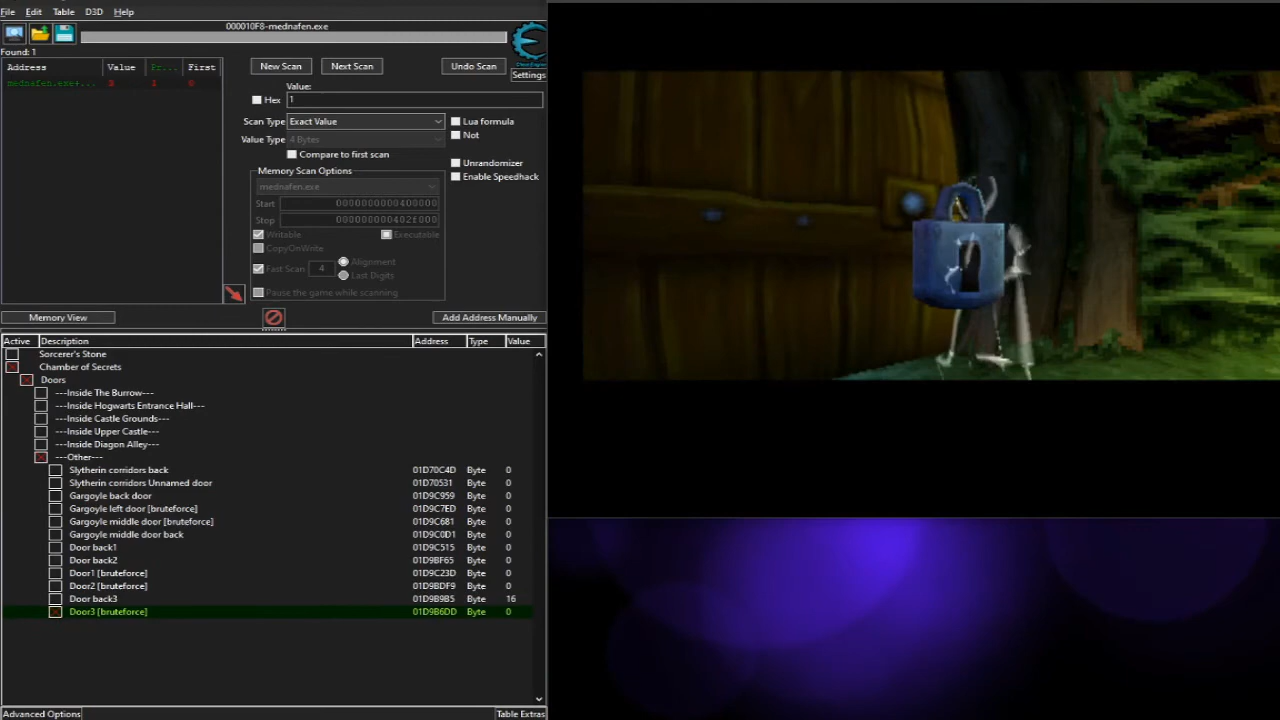 File Edit Table D3D Help
000010F8-mednafen.exe
Found: 1
Address Value Pr... First
mednafen.exe+...
New Scan Next Scan Undo Scan
Settings
Value:
Hex 1
Scan Type Exact Value
Lua formula
Not
Value Type 4 Bytes
Compare to first scan
Unrandomizer
Enable Speedhack
Memory Scan Options
mednafen.exe
Start 0000000000400000
Stop
Writable Executable
CopyOnWrite
Fast Scan 4 Alignment
Last Digits
Pause the game while scanning
Memory View Add Address Manually
Active Description Address Type Value
Sorcerer's Stone
Chamber of Secrets
Doors
---Inside The Burrow---
---Inside Hogwarts Entrance Hall---
---Inside Castle Grounds---
---Inside Upper Castle---
---Inside Diagon Alley---
---Other---
Slytherin corridors back 01D70C4D Byte 0
Slytherin corridors Unnamed door 01D70531 Byte 0
Gargoyle back door 01D9C959 Byte 0
Gargoyle left door [bruteforce] 01D9C7ED Byte 0
Gargoyle middle door [bruteforce] 01D9C681 Byte 0
Gargoyle middle door back 01D9C0D1 Byte 0
Door back1 01D9C515 Byte 0
Door back2 01D9BF65 Byte 0
Door1 [bruteforce] 01D9C23D Byte 0
Door2 [bruteforce] 01D9BDF9 Byte 0
Door back3 01D9B9B5 Byte 16
Door3 [bruteforce] 01D9B6DD Byte 0
Advanced Options Table Extras